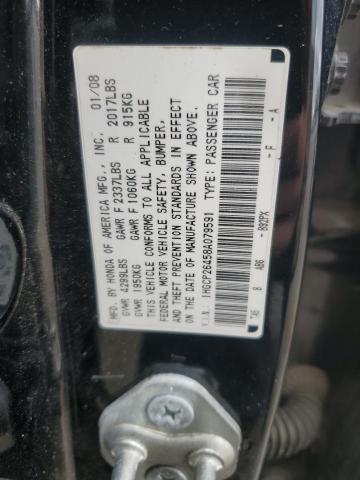 MFD. BY HONDA OF AMERICA MFG., INC. 01/08
GVWR 4299LBS GAWR F 2337LBS R 2017LBS
GVWR 1950KG GAWR F 1060KG R 915KG
THIS VEHICLE CONFORMS TO ALL APPLICABLE
FEDERAL MOTOR VEHICLE SAFETY, BUMPER,
AND THEFT PREVENTION STANDARDS IN EFFECT
ON THE DATE OF MANUFACTURE SHOWN ABOVE.
V.I.N. 1HGCP26458A079591 TYPE: PASSENGER CAR
B AB6 B92PX F A